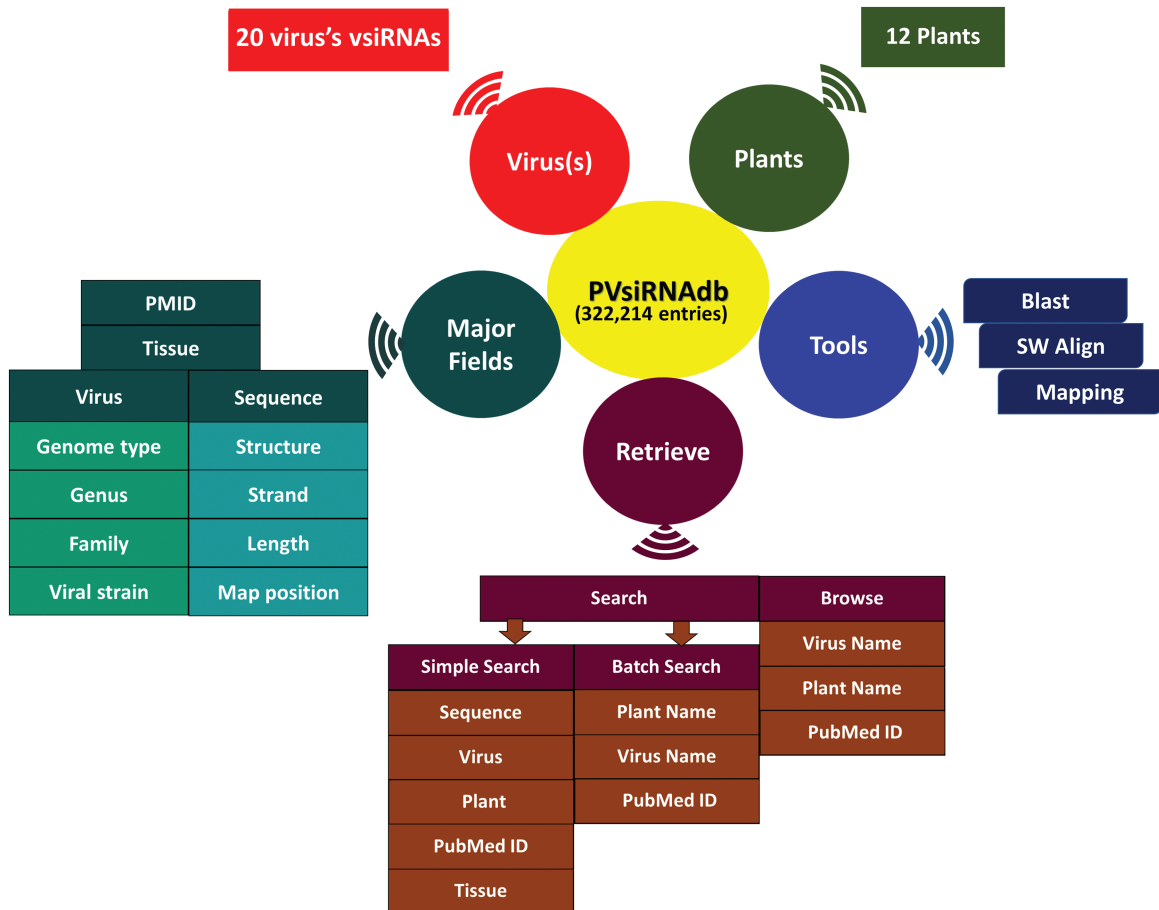 20 virus's vsiRNAs
12 Plants
Virus(s)
Plants
PVsiRNAdb
(322,214 entries)
Major
Fields
Tools
Retrieve
PMID
Tissue
Virus
Sequence
Genome type
Structure
Genus
Strand
Family
Length
Viral strain
Map position
Blast
SW Align
Mapping
Search
Browse
Simple Search
Batch Search
Virus Name
Plant Name
PubMed ID
Sequence
Virus
Plant
PubMed ID
Tissue
Plant Name
Virus Name
PubMed ID